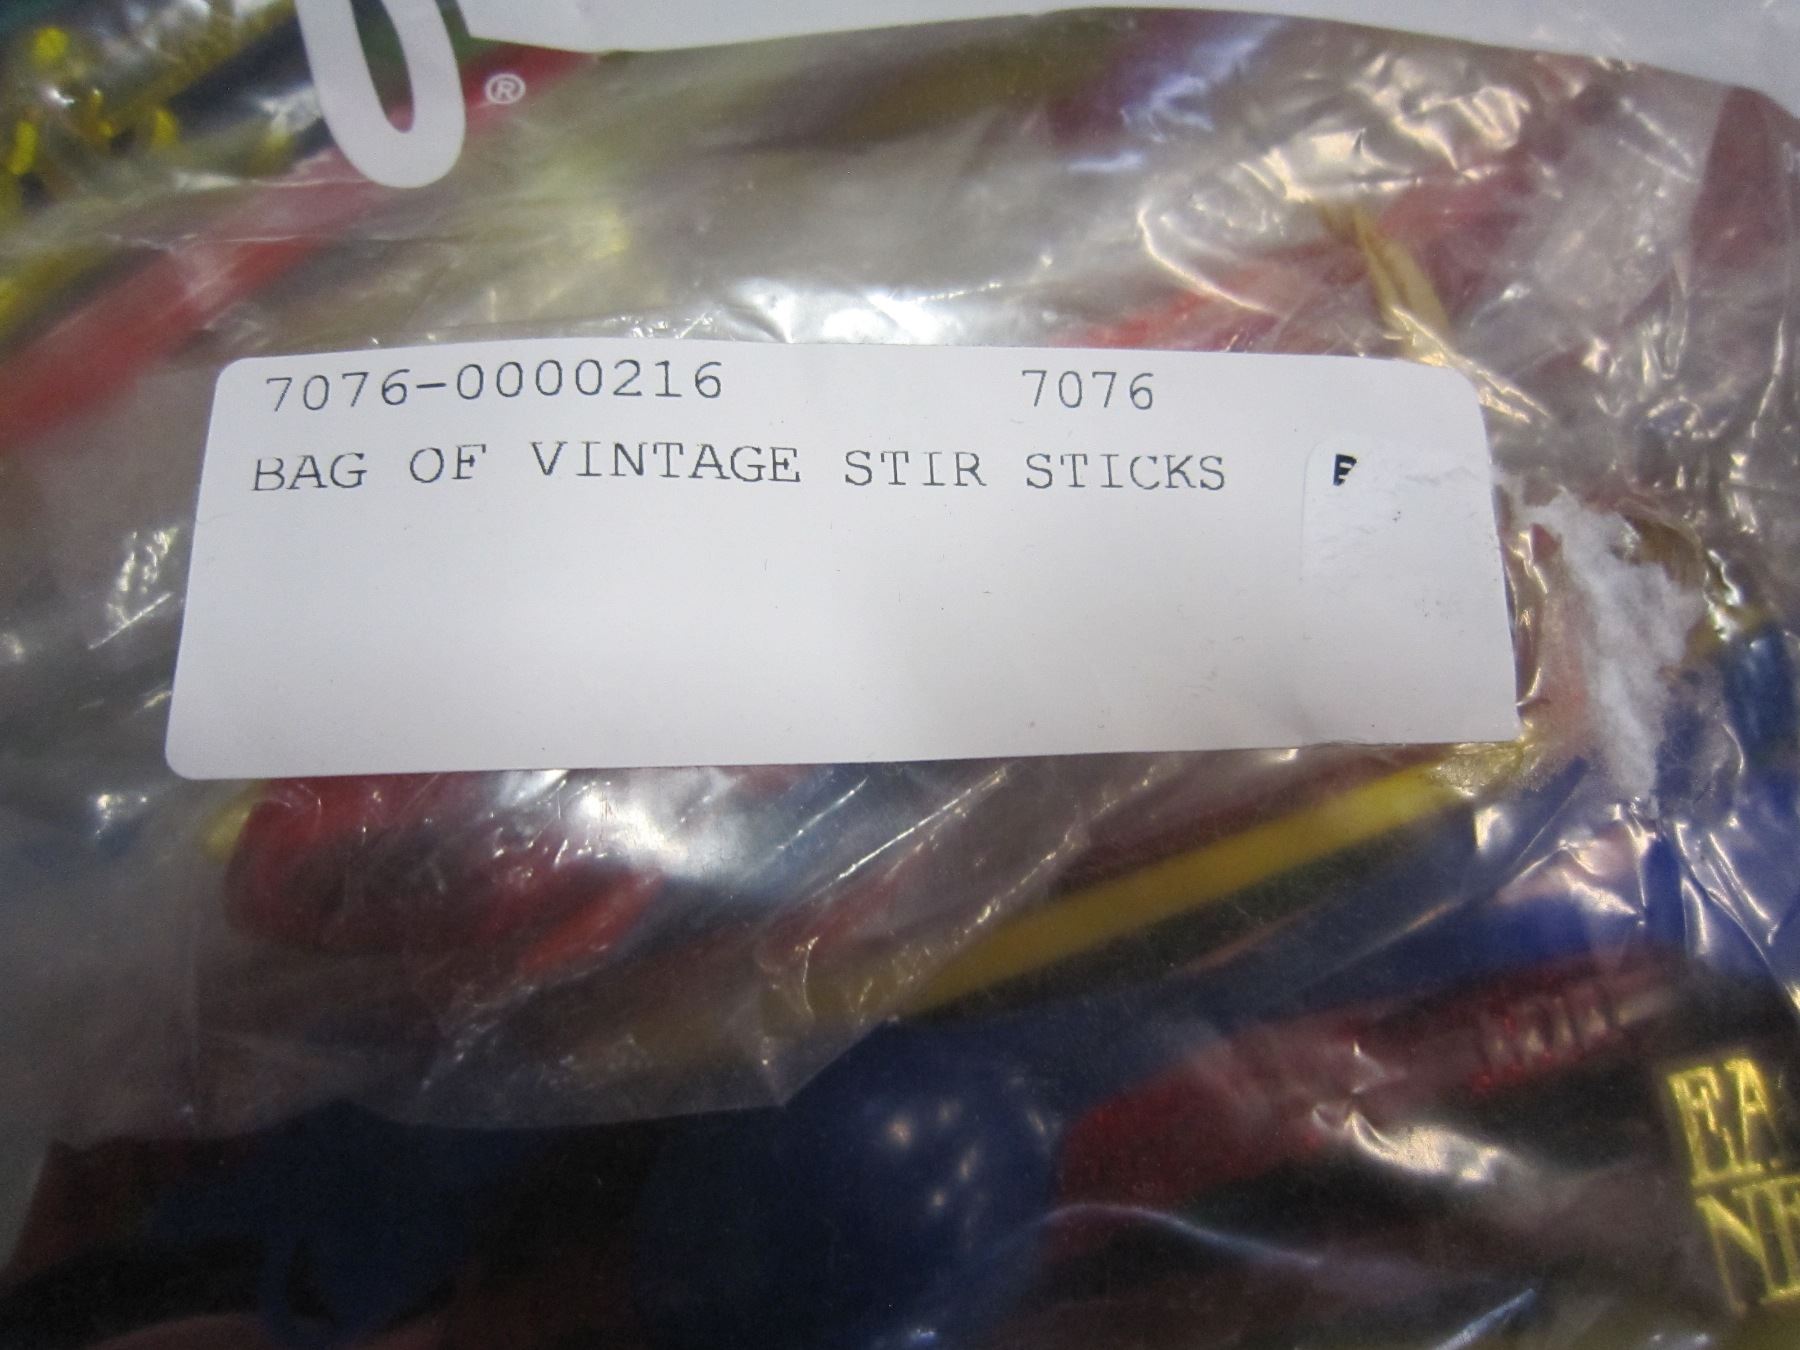 ®
7076-0000216 7076
BAG OF VINTAGE STIR STICKS